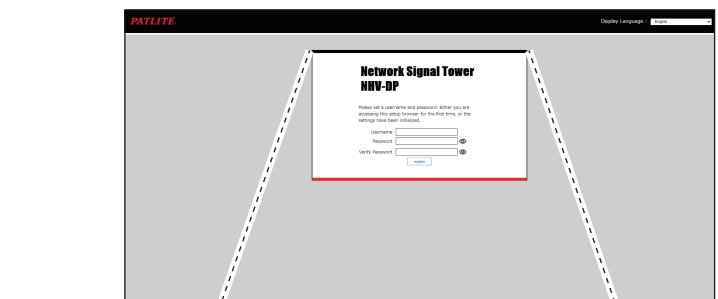 PATLITE
Display Language : English
Network Signal Tower
NHV-DP
Please set a username and password. Either you are
accessing this setup browser for the first time, or the
settings have been initialized.
Username
Password
Verify Password
register